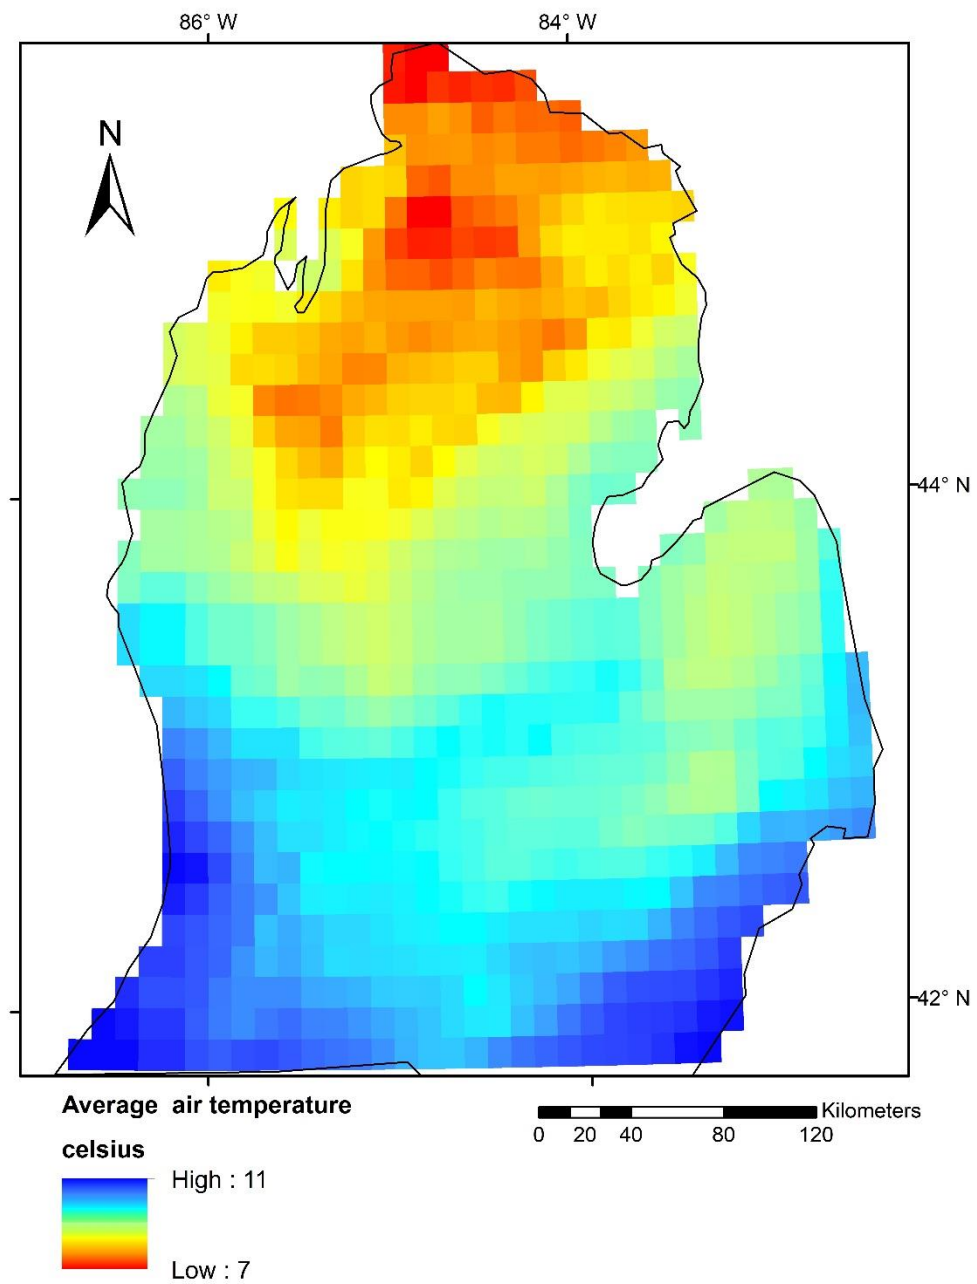 86° W
84° W
N
44° N
42° N
Average air temperature
celsius
High : 11
Low : 7
Kilometers
0 20 40 80 120